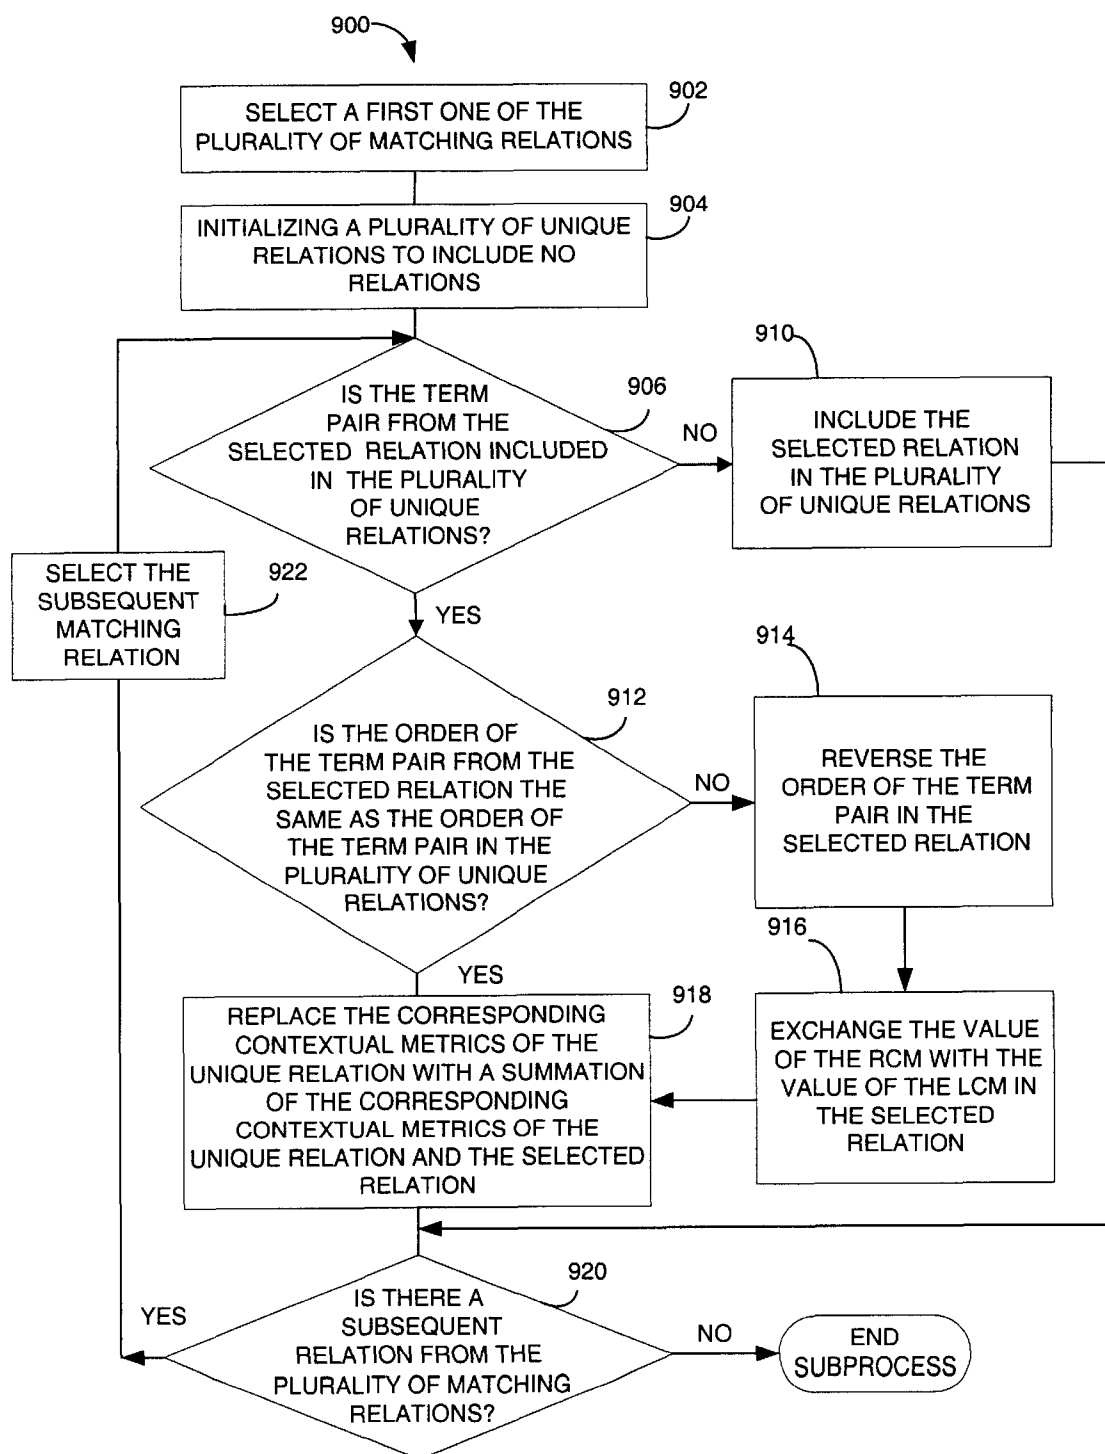 900
902
SELECT A FIRST ONE OF THE
PLURALITY OF MATCHING RELATIONS
904
INITIALIZING A PLURALITY OF UNIQUE
RELATIONS TO INCLUDE NO
RELATIONS
906
IS THE TERM
PAIR FROM THE
SELECTED RELATION INCLUDED
IN THE PLURALITY
OF UNIQUE
RELATIONS?
NO
910
INCLUDE THE
SELECTED RELATION
IN THE PLURALITY
OF UNIQUE RELATIONS
YES
922
SELECT THE
SUBSEQUENT
MATCHING
RELATION
912
IS THE ORDER OF
THE TERM PAIR FROM THE
SELECTED RELATION THE
SAME AS THE ORDER OF
THE TERM PAIR IN THE
PLURALITY OF UNIQUE
RELATIONS?
NO
914
REVERSE THE
ORDER OF THE TERM
PAIR IN THE
SELECTED RELATION
YES
916
EXCHANGE THE VALUE
OF THE RCM WITH THE
VALUE OF THE LCM IN
THE SELECTED
RELATION
918
REPLACE THE CORRESPONDING
CONTEXTUAL METRICS OF THE
UNIQUE RELATION WITH A SUMMATION
OF THE CORRESPONDING
CONTEXTUAL METRICS OF THE
UNIQUE RELATION AND THE SELECTED
RELATION
920
IS THERE A
SUBSEQUENT
RELATION FROM THE
PLURALITY OF MATCHING
RELATIONS?
YES
NO
END
SUBPROCESS